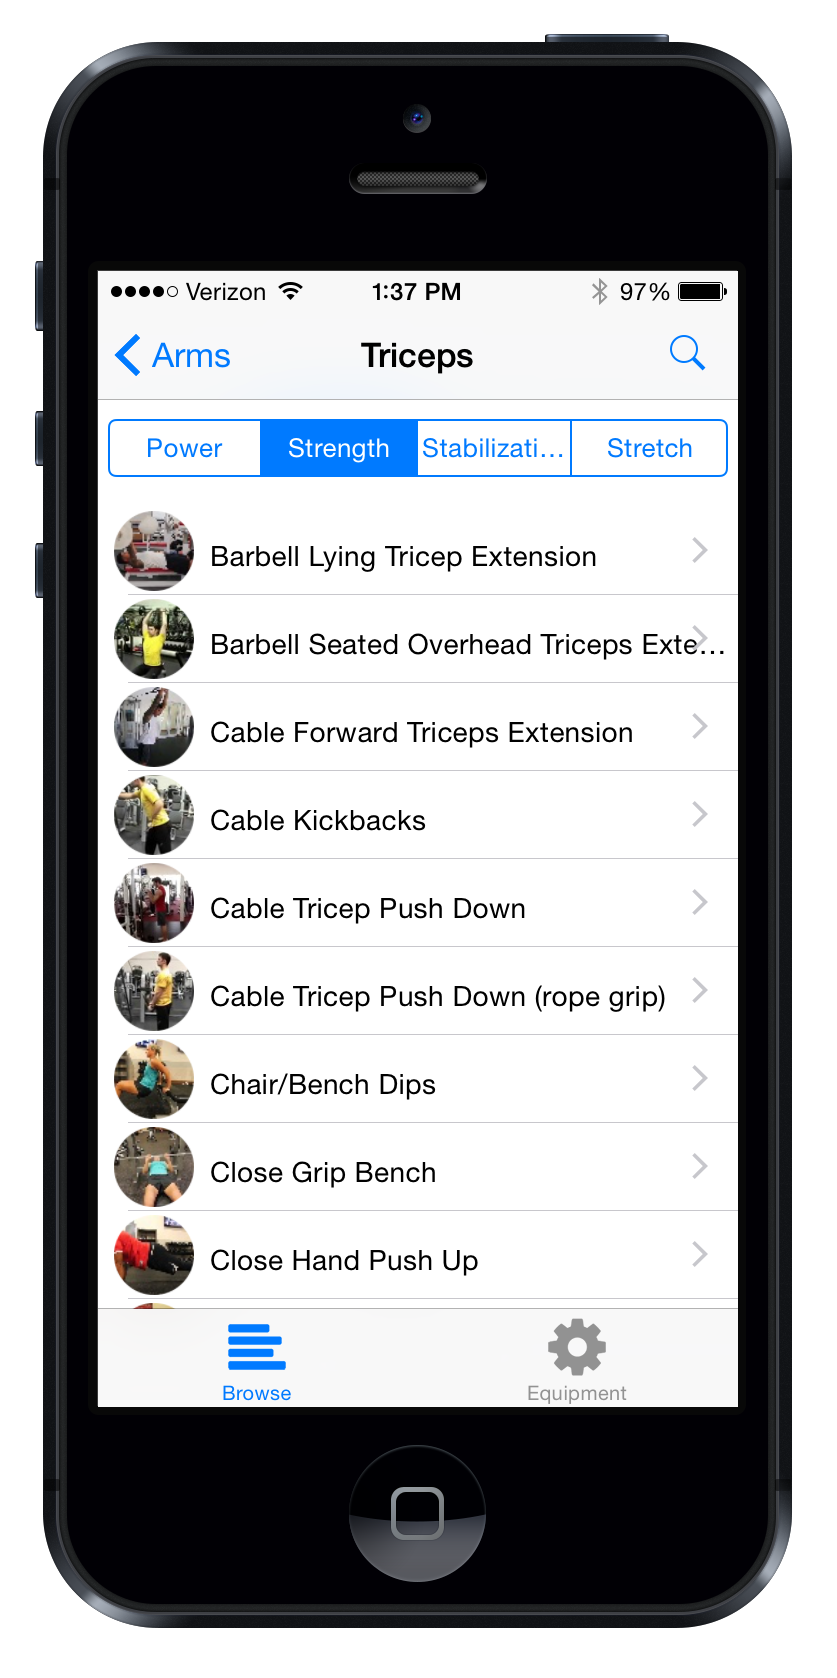 Verizon 1:37 PM 97%
Arms Triceps
Power Strength Stabilizati... Stretch
Barbell Lying Tricep Extension
Barbell Seated Overhead Triceps Exte...
Cable Forward Triceps Extension
Cable Kickbacks
Cable Tricep Push Down
Cable Tricep Push Down (rope grip)
Chair/Bench Dips
Close Grip Bench
Close Hand Push Up
Browse Equipment